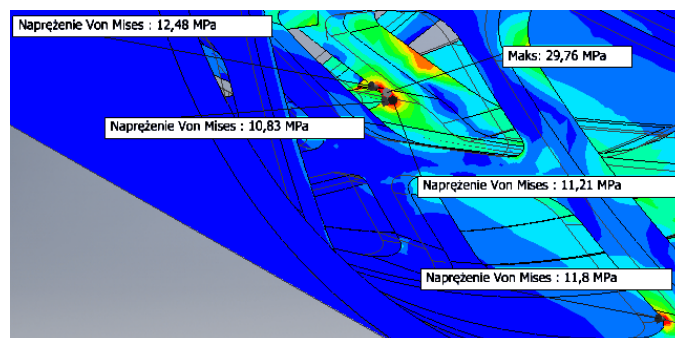 Naprężenie Von Mises : 12,48 MPa
Maks: 29,76 MPa
Naprężenie Von Mises : 10,83 MPa
Naprężenie Von Mises : 11,21 MPa
Naprężenie Von Mises : 11,8 MPa